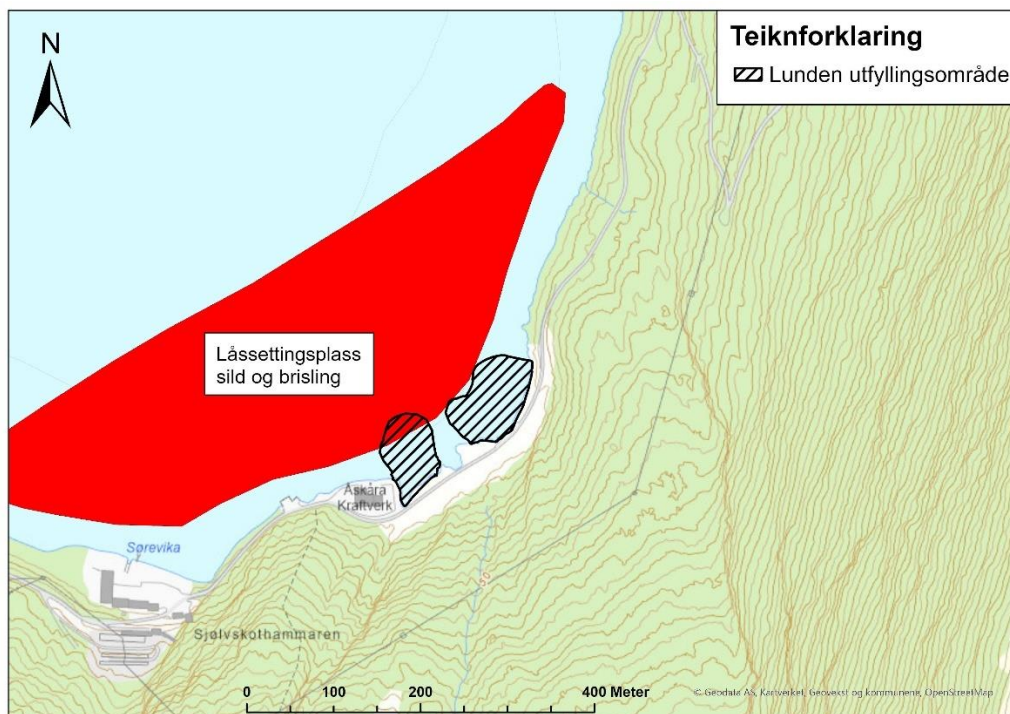 N
Teiknforklaring
Lunden utfyllingsområde
Låssettingsplass
sild og brisling
Åskåra
Kraftverk
Sørevika
50
Sjølvskothammaren
0 100 200 400 Meter
© Geodata AS, Kartverket, Geovekst og kommunene, OpenStreetMap